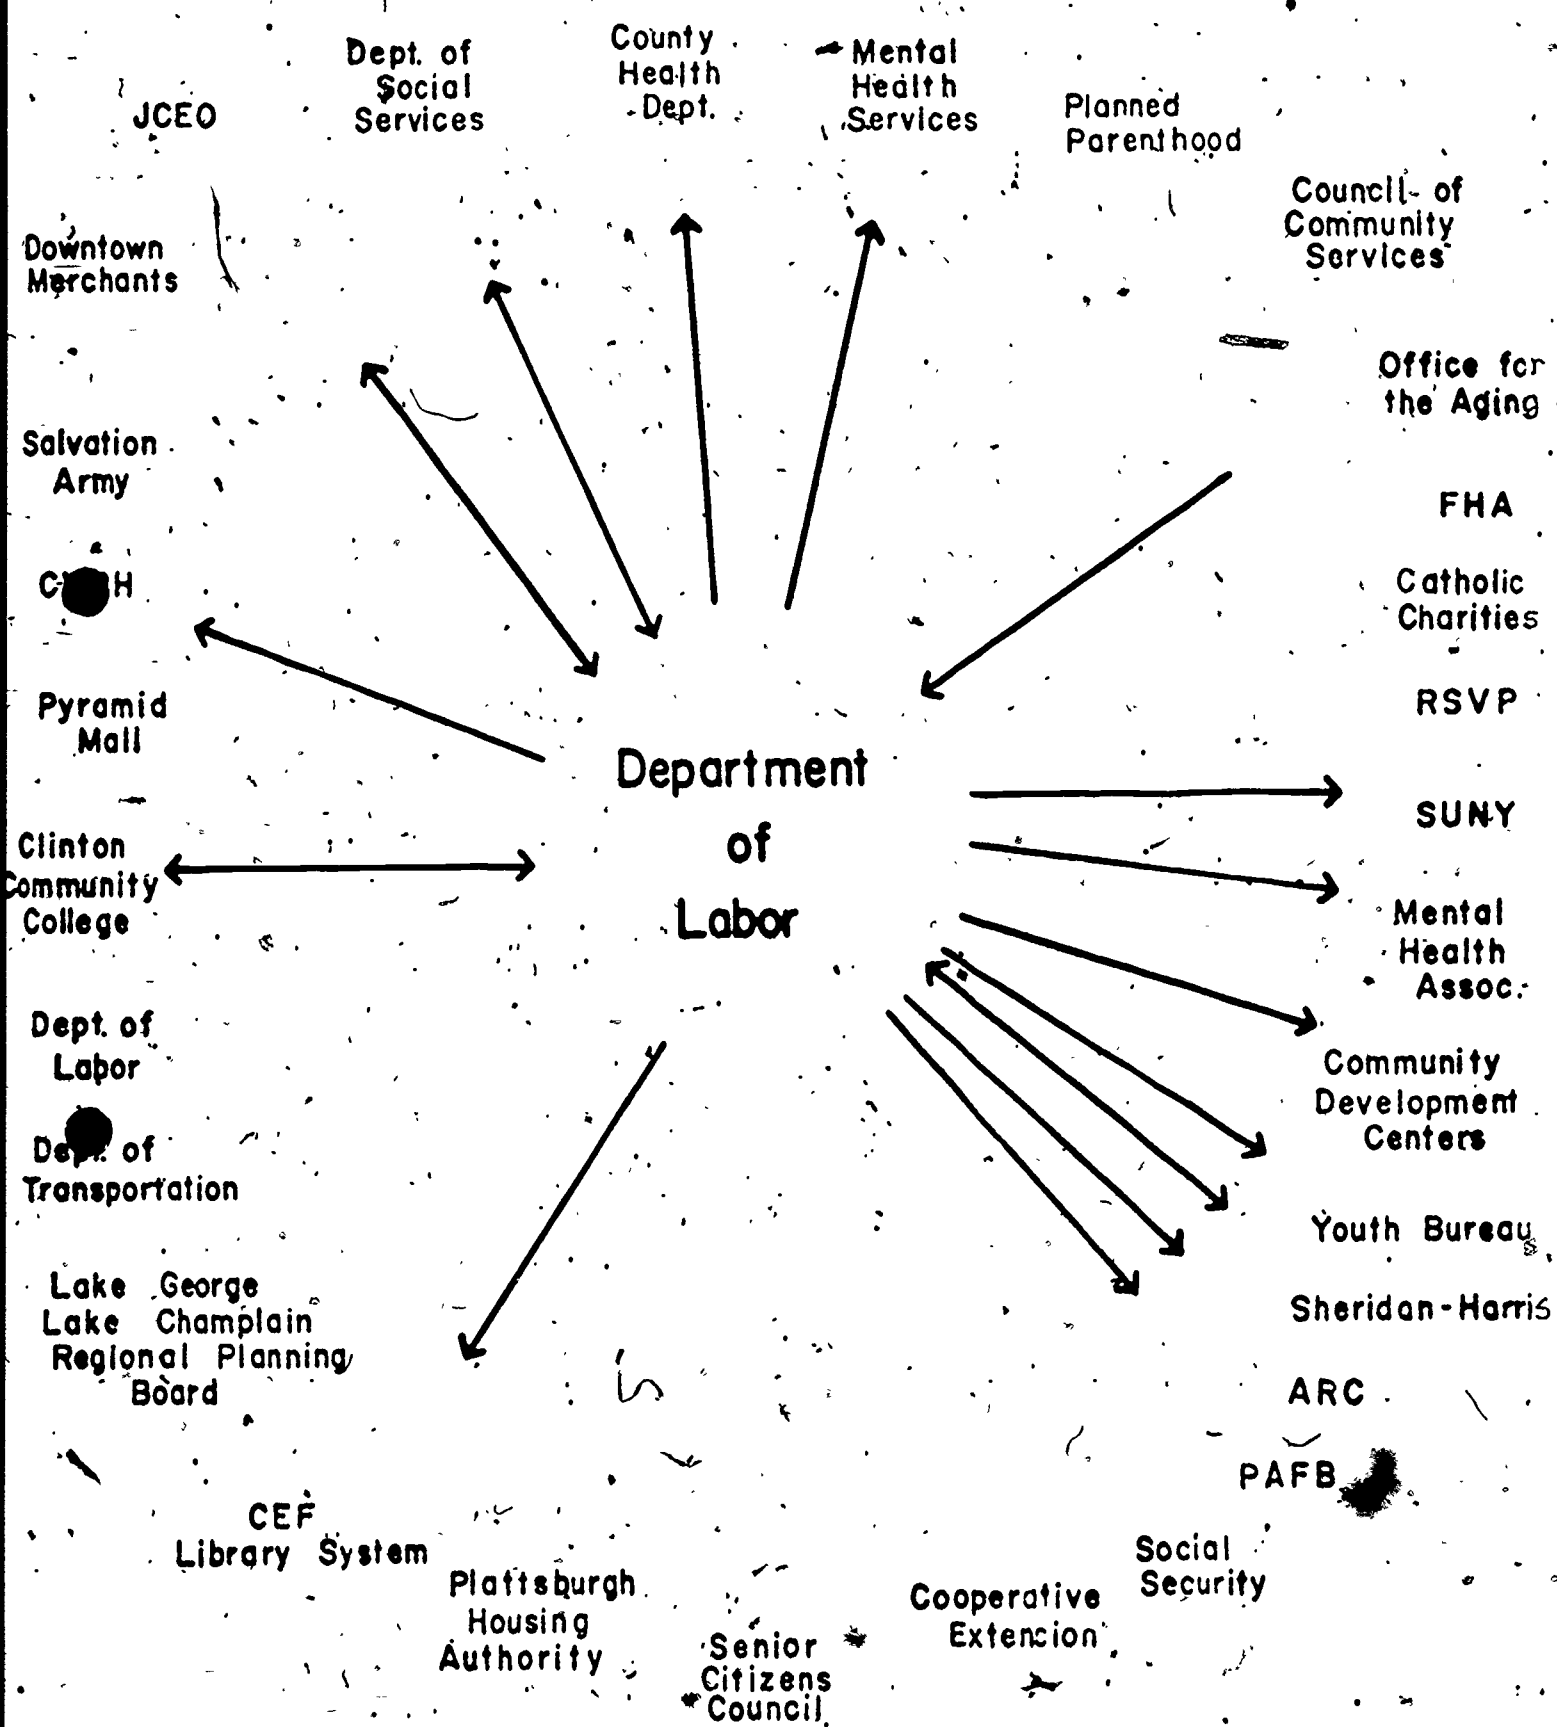 County
Health
Dept.
Dept. of
Social
Services
Mental
Health
Services
JCEO
Planned
Parenthood
Council of
Community
Services
Downtown
Merchants
Office for
the Aging
Salvation
Army
FHA
Catholic
Charities
Pyramid
Mall
RSVP
Department
of
Labor
SUNY
Clinton
Community
College
Mental
Health
Assoc.
Dept. of
Labor
Community
Development
Centers
Dept. of
Transportation
Youth Bureau
Lake George
Lake Champlain
Regional Planning
Board
Sheridan-Harris
ARC
PAFB
CEF
Library System
Social
Security
Plattsburgh
Housing
Authority
Cooperative
Extension
Senior
Citizens
Council